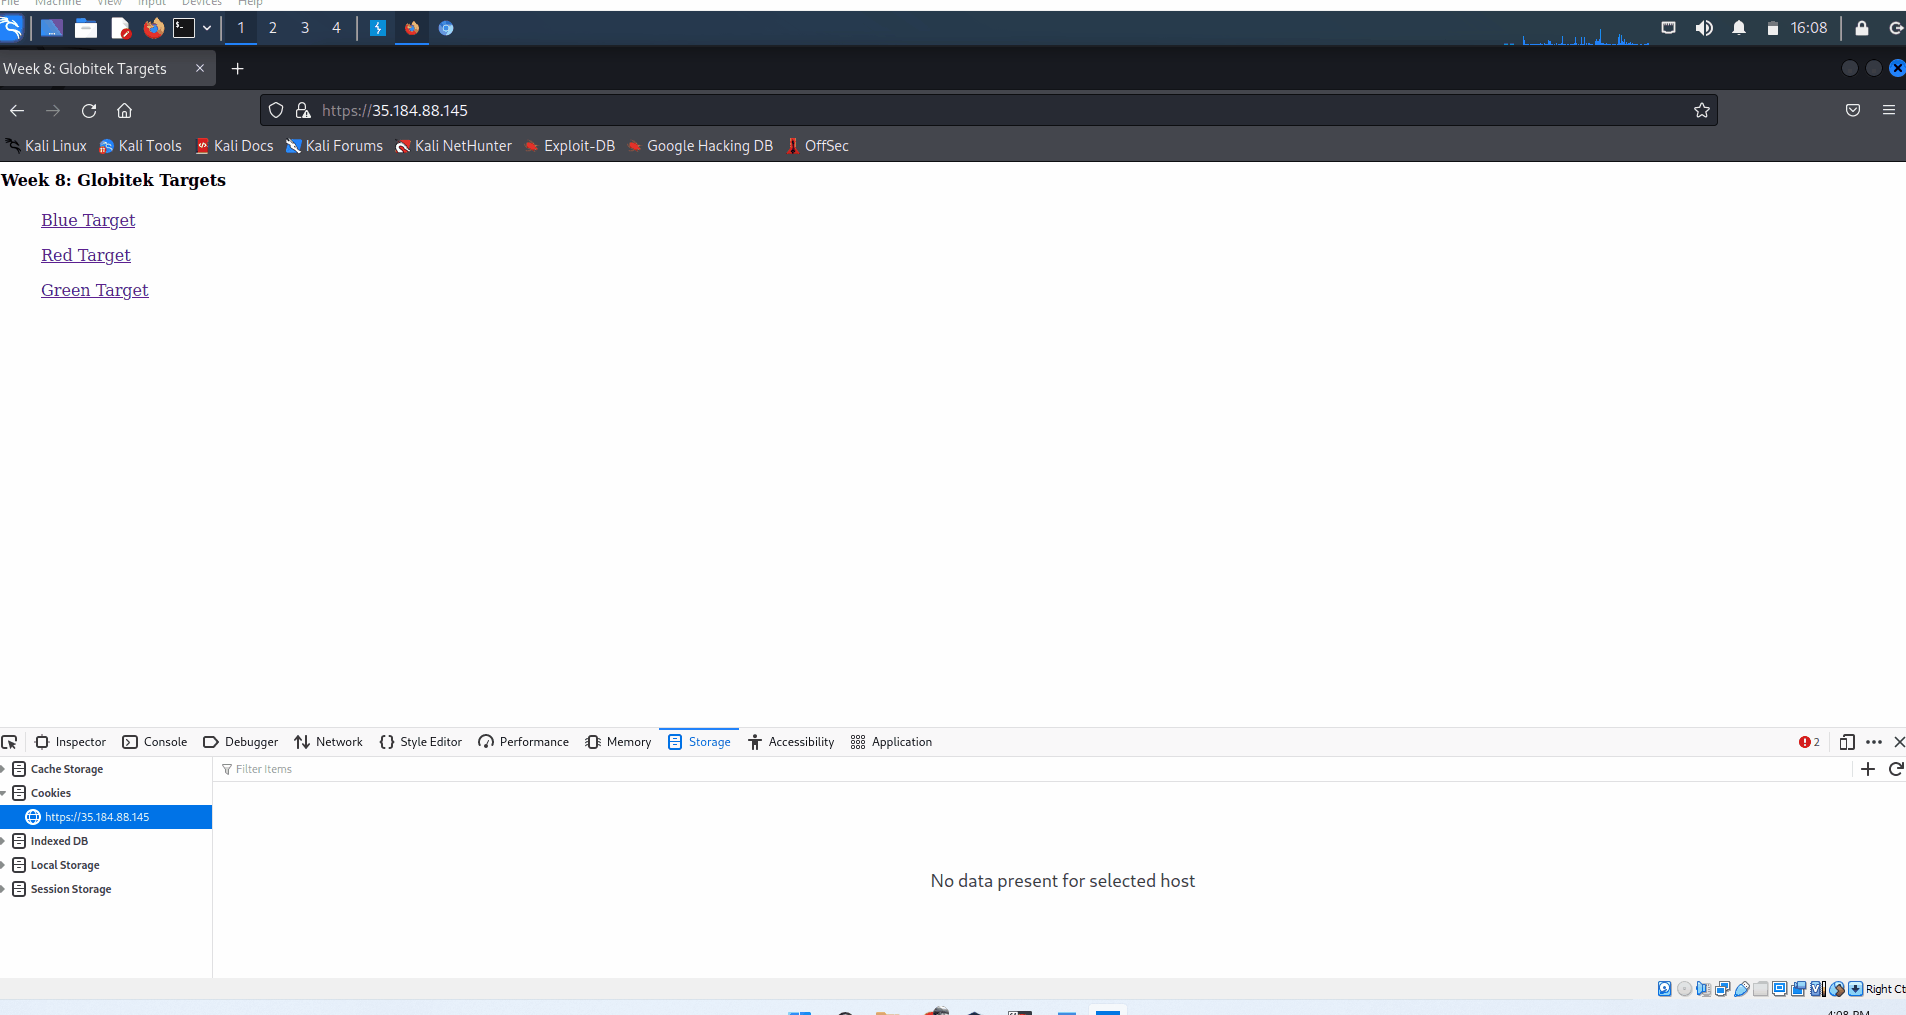 File Machine View Input Devices Help
1 2 3 4 16:08
Week 8: Globitek Targets
https://35.184.88.145
Kali Linux Kali Tools Kali Docs Kali Forums Kali NetHunter Exploit-DB Google Hacking DB OffSec
Week 8: Globitek Targets
Blue Target
Red Target
Green Target
Inspector Console Debugger Network Style Editor Performance Memory Storage Accessibility Application 2
Cache Storage Filter Items
Cookies
https://35.184.88.145
Indexed DB
Local Storage
Session Storage
No data present for selected host
Right Ct
4:08 PM